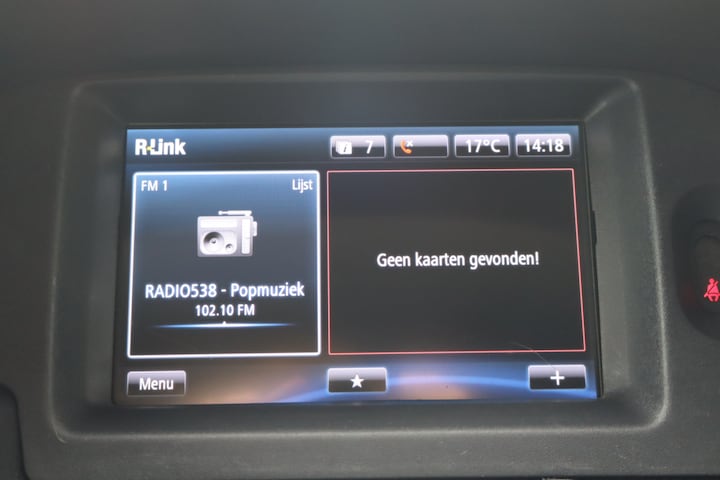 R-Link
7
17°C
14:18
FM 1
Lijst
RADIO538 - Popmuziek
102.10 FM
Geen kaarten gevonden!
Menu